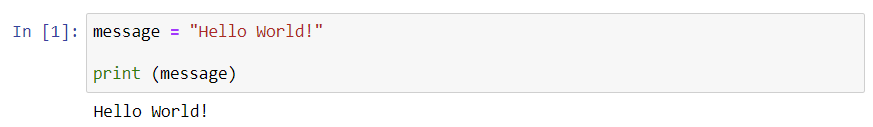 In [1]: message = "Hello World!"
print (message)
Hello World!